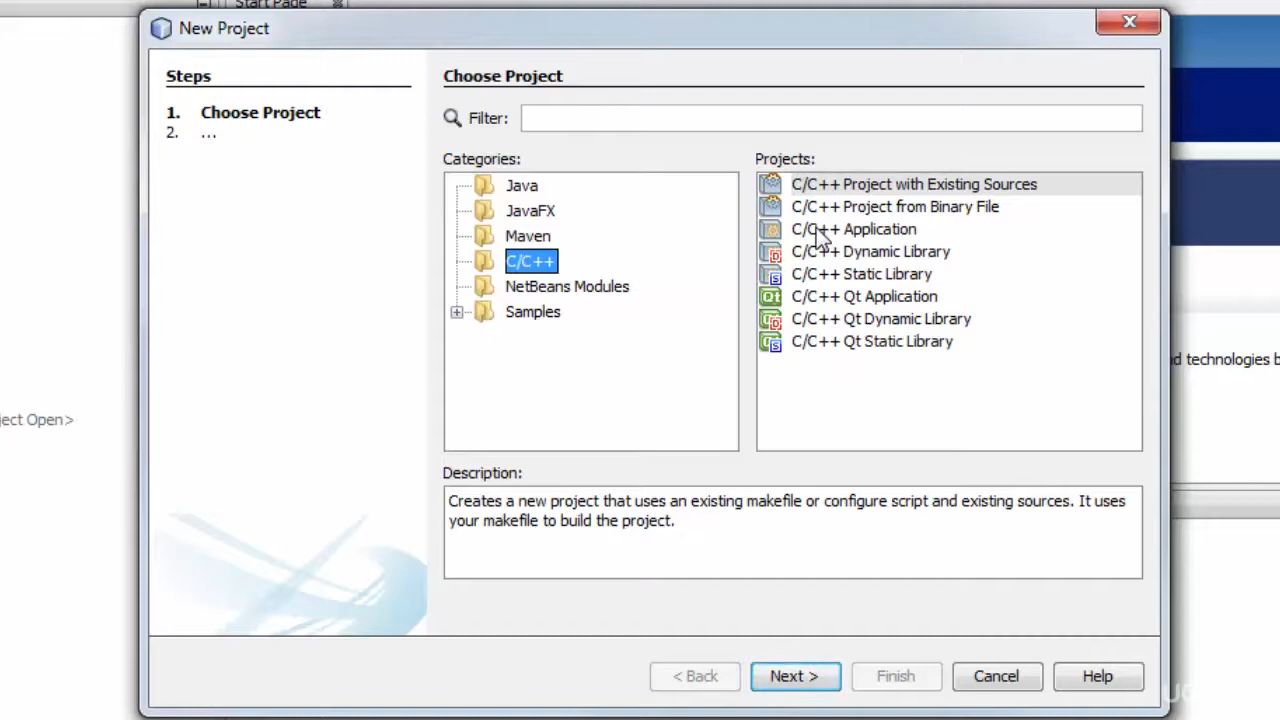 Start Page
New Project
Steps
1. Choose Project
2. ...
Choose Project
Filter:
Categories:
Java
JavaFX
Maven
C/C++
NetBeans Modules
Samples
Projects:
C/C++ Project with Existing Sources
C/C++ Project from Binary File
C/C++ Application
C/C++ Dynamic Library
C/C++ Static Library
C/C++ Qt Application
C/C++ Qt Dynamic Library
C/C++ Qt Static Library
Description:
Creates a new project that uses an existing makefile or configure script and existing sources. It uses
your makefile to build the project.
< Back
Next >
Finish
Cancel
Help
Open>
technologies